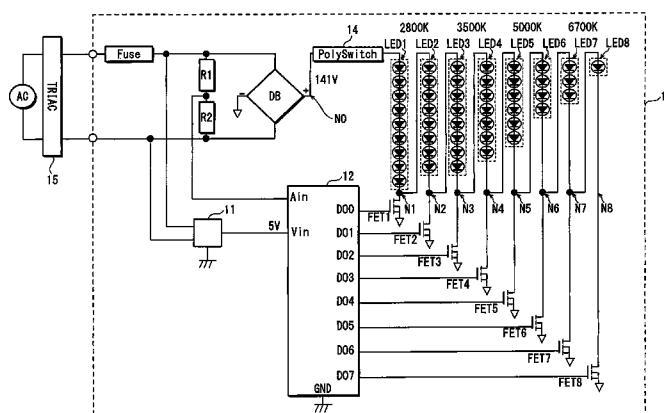 2800K 3500K 5000K 6700K
14
LED1 LED2 LED3 LED4 LED5 LED6 LED7 LED8
Fuse
PolySwitch
R1
141V
AC
TRIAC
DB
- +
R2
N0
1
15
12
Ain
11
5V
Vin
DO0
DO1
DO2
DO3
DO4
DO5
DO6
DO7
GND
FET1
FET2
FET3
FET4
FET5
FET6
FET7
FET8
N1 N2 N3 N4 N5 N6 N7 N8